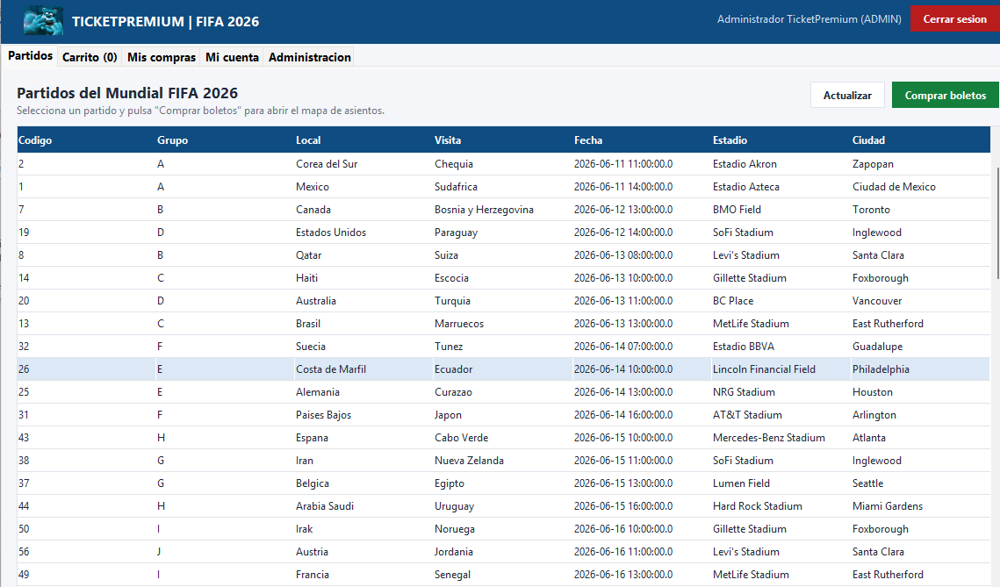 TICKETPREMIUM | FIFA 2026
Administrador TicketPremium (ADMIN)
Cerrar sesion
Partidos Carrito (0) Mis compras Mi cuenta Administracion
Partidos del Mundial FIFA 2026
Selecciona un partido y pulsa "Comprar boletos" para abrir el mapa de asientos.
Actualizar
Comprar boletos
Codigo Grupo Local Visita Fecha Estadio Ciudad
2 A Corea del Sur Chequia 2026-06-11 11:00:00.0 Estadio Akron Zapopan
1 A Mexico Sudafrica 2026-06-11 14:00:00.0 Estadio Azteca Ciudad de Mexico
7 B Canada Bosnia y Herzegovina 2026-06-12 13:00:00.0 BMO Field Toronto
19 D Estados Unidos Paraguay 2026-06-12 14:00:00.0 SoFi Stadium Inglewood
8 B Qatar Suiza 2026-06-13 08:00:00.0 Levi's Stadium Santa Clara
14 C Haiti Escocia 2026-06-13 10:00:00.0 Gillette Stadium Foxborough
20 D Australia Turquia 2026-06-13 11:00:00.0 BC Place Vancouver
13 C Brasil Marruecos 2026-06-13 13:00:00.0 MetLife Stadium East Rutherford
32 F Suecia Tunez 2026-06-14 07:00:00.0 Estadio BBVA Guadalupe
26 E Costa de Marfil Ecuador 2026-06-14 10:00:00.0 Lincoln Financial Field Philadelphia
25 E Alemania Curazao 2026-06-14 13:00:00.0 NRG Stadium Houston
31 F Paises Bajos Japon 2026-06-14 16:00:00.0 AT&T Stadium Arlington
43 H Espana Cabo Verde 2026-06-15 10:00:00.0 Mercedes-Benz Stadium Atlanta
38 G Iran Nueva Zelanda 2026-06-15 11:00:00.0 SoFi Stadium Inglewood
37 G Belgica Egipto 2026-06-15 13:00:00.0 Lumen Field Seattle
44 H Arabia Saudi Uruguay 2026-06-15 16:00:00.0 Hard Rock Stadium Miami Gardens
50 I Irak Noruega 2026-06-16 10:00:00.0 Gillette Stadium Foxborough
56 J Austria Jordania 2026-06-16 11:00:00.0 Levi's Stadium Santa Clara
49 I Francia Senegal 2026-06-16 13:00:00.0 MetLife Stadium East Rutherford